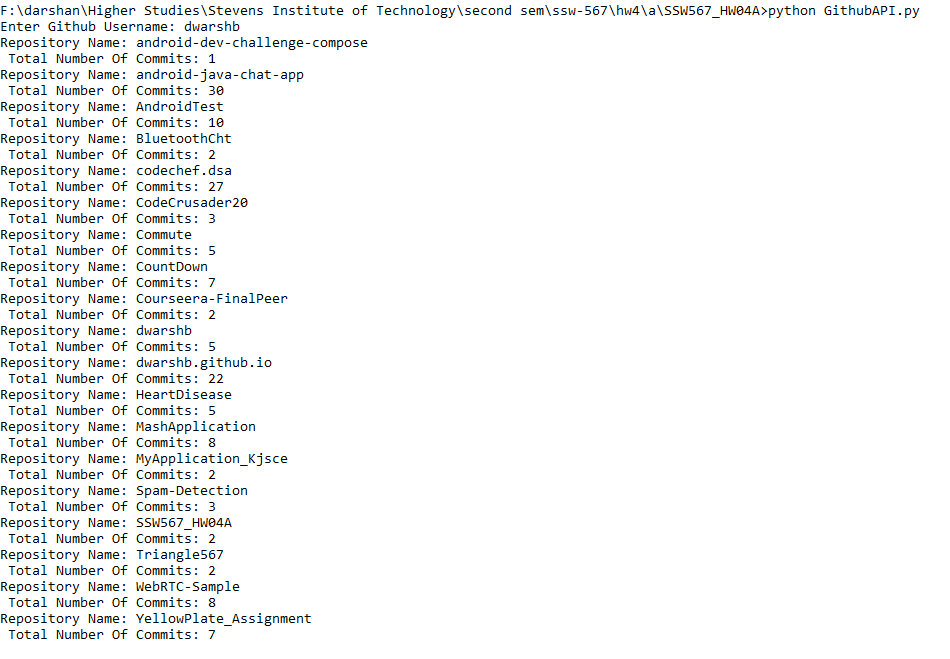 F:\darshan\Higher Studies\Stevens Institute of Technology\second sem\ssw-567\hw4\a\SSW567_HW04A>python GithubAPI.py
Enter Github Username: dwarshb
Repository Name: android-dev-challenge-compose
 Total Number Of Commits: 1
Repository Name: android-java-chat-app
 Total Number Of Commits: 30
Repository Name: AndroidTest
 Total Number Of Commits: 10
Repository Name: BluetoothCht
 Total Number Of Commits: 2
Repository Name: codechef.dsa
 Total Number Of Commits: 27
Repository Name: CodeCrusader20
 Total Number Of Commits: 3
Repository Name: Commute
 Total Number Of Commits: 5
Repository Name: CountDown
 Total Number Of Commits: 7
Repository Name: Courseera-FinalPeer
 Total Number Of Commits: 2
Repository Name: dwarshb
 Total Number Of Commits: 5
Repository Name: dwarshb.github.io
 Total Number Of Commits: 22
Repository Name: HeartDisease
 Total Number Of Commits: 5
Repository Name: MashApplication
 Total Number Of Commits: 8
Repository Name: MyApplication_Kjsce
 Total Number Of Commits: 2
Repository Name: Spam-Detection
 Total Number Of Commits: 3
Repository Name: SSW567_HW04A
 Total Number Of Commits: 2
Repository Name: Triangle567
 Total Number Of Commits: 2
Repository Name: WebRTC-Sample
 Total Number Of Commits: 8
Repository Name: YellowPlate_Assignment
 Total Number Of Commits: 7